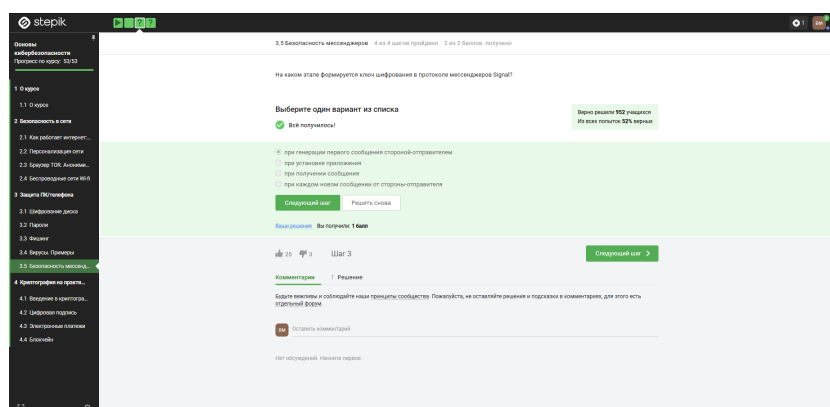 stepik
1
ВМ
Основы
кибербезопасности
Прогресс по курсу: 53/53
1 О курсе
1.1 О курсе
2 Безопасность в сети
2.1 Как работает интернет:...
2.2 Персонализация сети
2.3 Браузер TOR. Анонимн...
2.4 Беспроводные сети Wi-fi
3 Защита ПК/телефона
3.1 Шифрование диска
3.2 Пароли
3.3 Фишинг
3.4 Вирусы. Примеры
3.5 Безопасность мессенд...
4 Криптография на практи...
4.1 Введение в криптогра...
4.2 Цифровая подпись
4.3 Электронные платежи
4.4 Блокчейн
3.5 Безопасность мессенджеров 4 из 4 шагов пройдено 2 из 2 баллов получено
На каком этапе формируется ключ шифрования в протоколе мессенджеров Signal?
Выберите один вариант из списка
Всё получилось!
Верно решили 952 учащихся
Из всех попыток 52% верных
при генерации первого сообщения стороной-отправителем
при установке приложения
при получении сообщения
при каждом новом сообщении от стороны-отправителя
Следующий шаг Решить снова
Ваши решения Вы получили: 1 балл
25 3 Шаг 3 Следующий шаг
Комментарии 1 Решение
Будьте вежливы и соблюдайте наши принципы сообщества. Пожалуйста, не оставляйте решения и подсказки в комментариях, для этого есть
отдельный форум.
ВМ Оставить комментарий
Нет обсуждений. Начните первое.